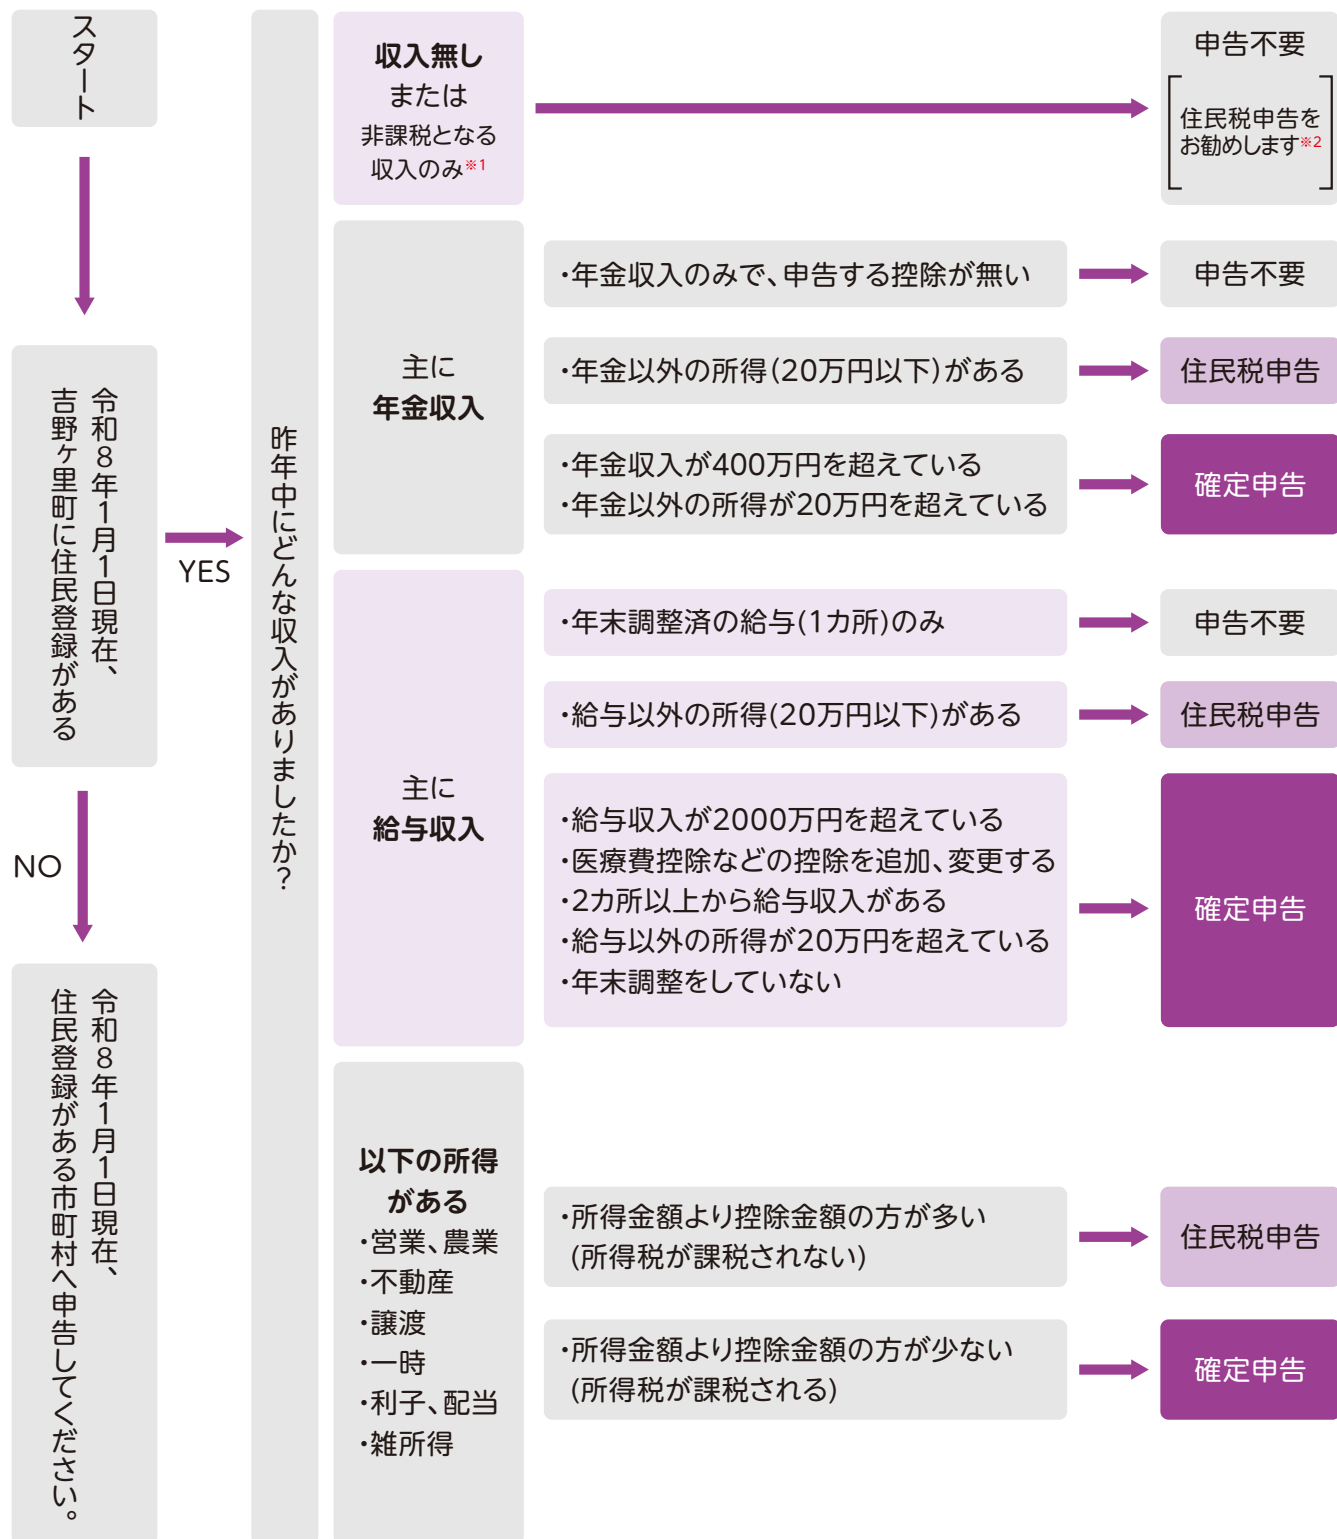 スタート
令和8年1月1日現在、
吉野ヶ里町に住民登録がある
YES
NO
令和8年1月1日現在、
住民登録がある市町村へ申告してください。
昨年中にどんな収入がありましたか？
収入無し
または
非課税となる
収入のみ※1
申告不要
住民税申告を
お勧めします※2
主に
年金収入
・年金収入のみで、申告する控除が無い
申告不要
・年金以外の所得(20万円以下)がある
住民税申告
・年金収入が400万円を超えている
・年金以外の所得が20万円を超えている
確定申告
主に
給与収入
・年末調整済の給与(1カ所)のみ
申告不要
・給与以外の所得(20万円以下)がある
住民税申告
・給与収入が2000万円を超えている
・医療費控除などの控除を追加、変更する
・2カ所以上から給与収入がある
・給与以外の所得が20万円を超えている
・年末調整をしていない
確定申告
以下の所得
がある
・営業、農業
・不動産
・譲渡
・一時
・利子、配当
・雑所得
・所得金額より控除金額の方が多い
(所得税が課税されない)
住民税申告
・所得金額より控除金額の方が少ない
(所得税が課税される)
確定申告